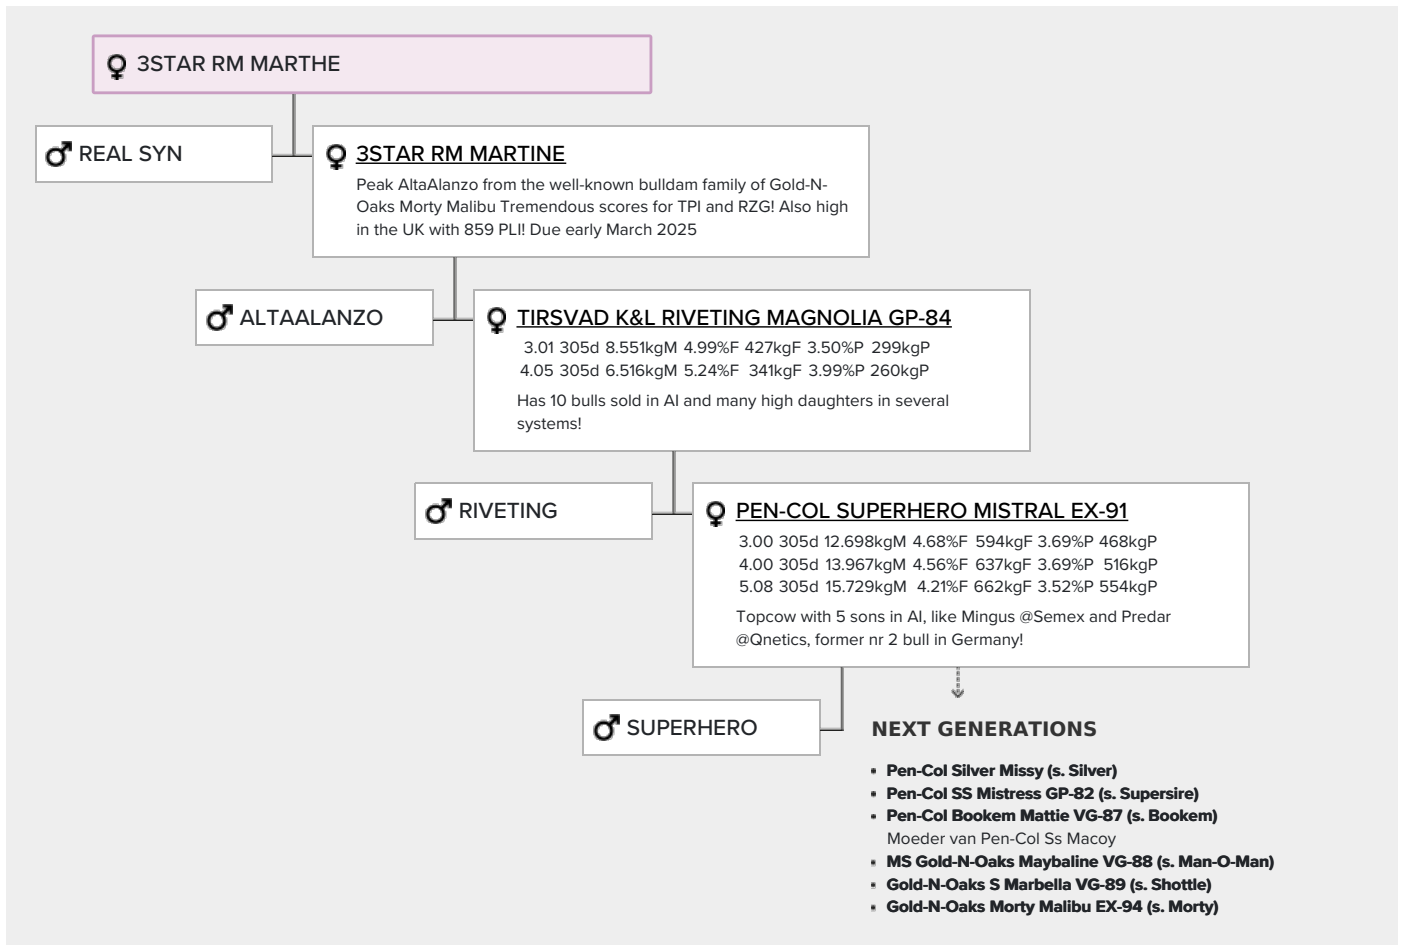 3STAR RM MARTHE
REAL SYN
3STAR RM MARTINE
Peak AltaAlanzo from the well-known bulldam family of Gold-N-
Oaks Morty Malibu Tremendous scores for TPI and RZG! Also high
in the UK with 859 PLI! Due early March 2025
ALTAALANZO
TIRSVAD K&L RIVETING MAGNOLIA GP-84
3.01 305d 8.551kgM 4.99%F 427kgF 3.50%P 299kgP
4.05 305d 6.516kgM 5.24%F 341kgF 3.99%P 260kgP
Has 10 bulls sold in AI and many high daughters in several
systems!
RIVETING
PEN-COL SUPERHERO MISTRAL EX-91
3.00 305d 12.698kgM 4.68%F 594kgF 3.69%P 468kgP
4.00 305d 13.967kgM 4.56%F 637kgF 3.69%P 516kgP
5.08 305d 15.729kgM 4.21%F 662kgF 3.52%P 554kgP
Topcow with 5 sons in AI, like Mingus @Semex and Predar
@Qnetics, former nr 2 bull in Germany!
SUPERHERO
NEXT GENERATIONS
Pen-Col Silver Missy (s. Silver)
Pen-Col SS Mistress GP-82 (s. Supersire)
Pen-Col Bookem Mattie VG-87 (s. Bookem)
Moeder van Pen-Col Ss Macoy
MS Gold-N-Oaks Maybaline VG-88 (s. Man-O-Man)
Gold-N-Oaks S Marbella VG-89 (s. Shottle)
Gold-N-Oaks Morty Malibu EX-94 (s. Morty)